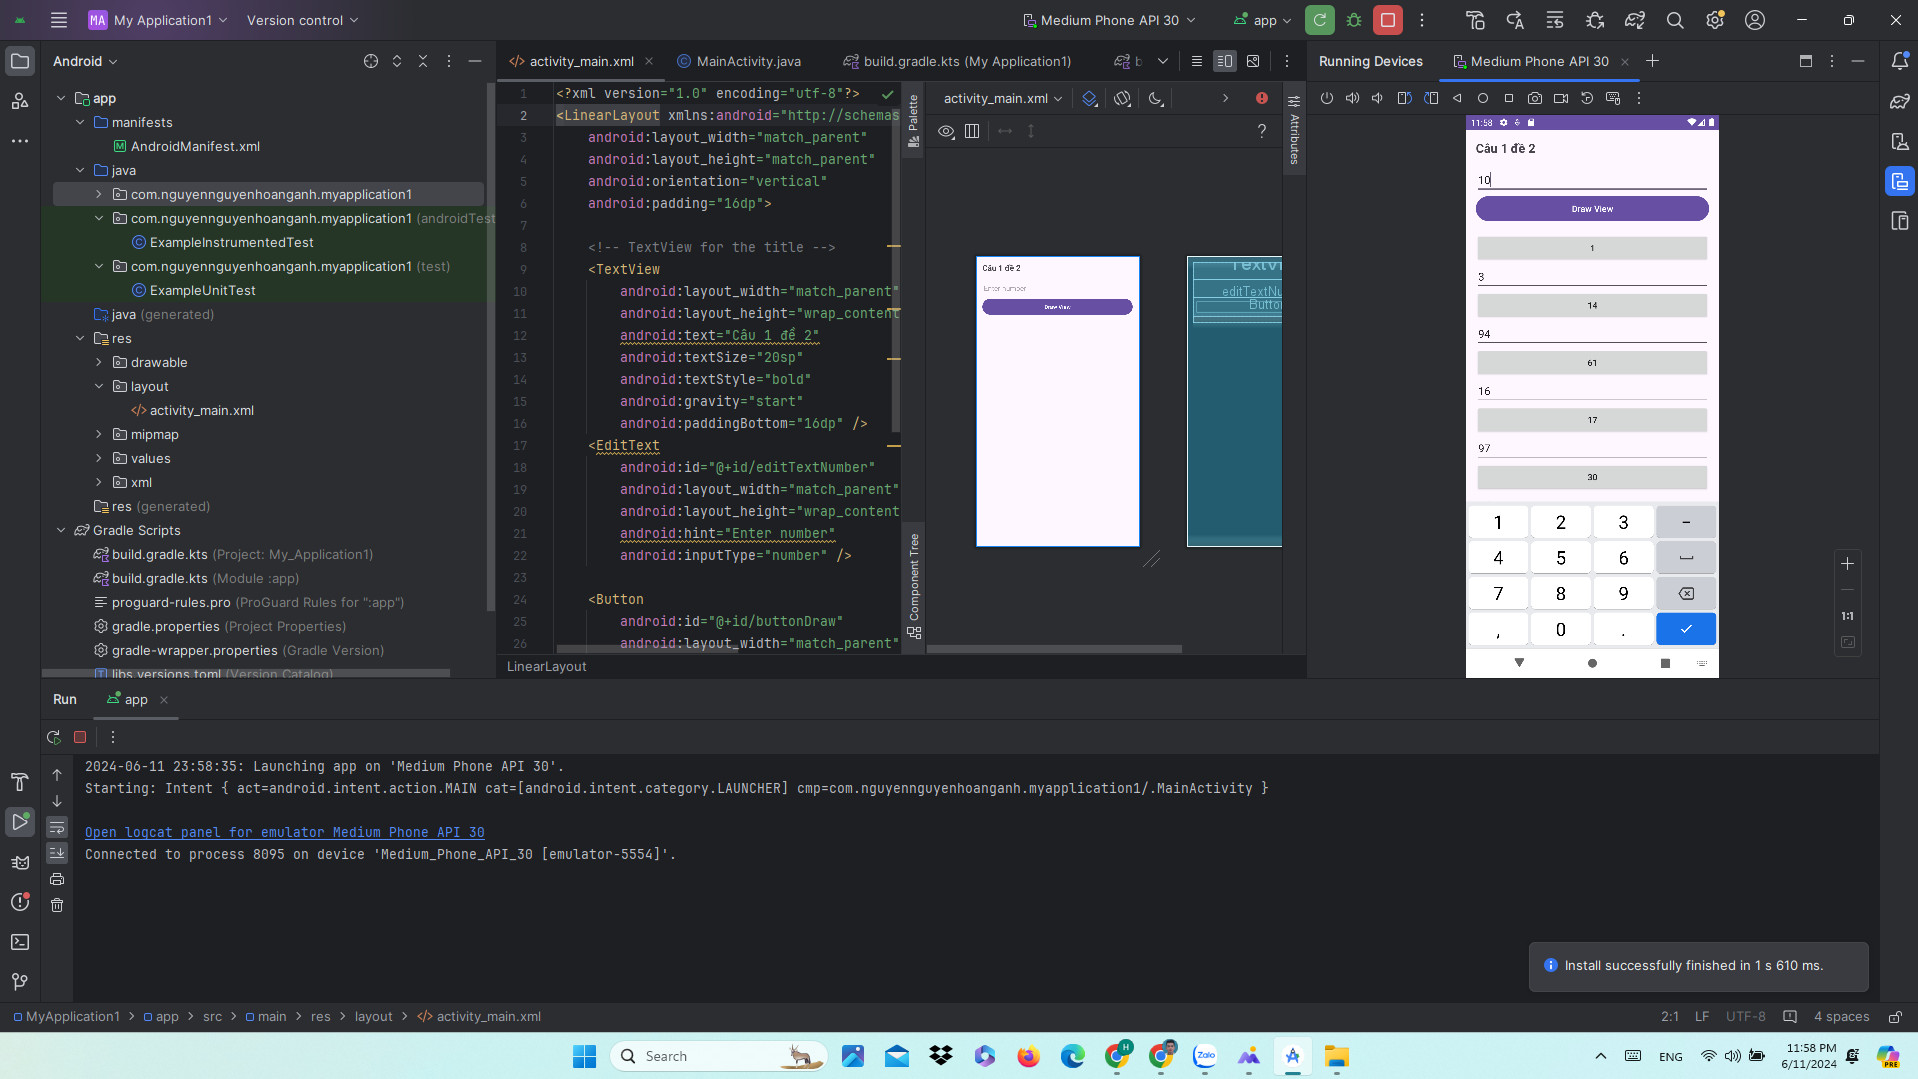 MA My Application1 Version control Medium Phone API 30 app
Android
activity_main.xml MainActivity.java build.gradle.kts (My Application1) b
Running Devices Medium Phone API 30
app
manifests
AndroidManifest.xml
java
com.nguyennguyenhoanganh.myapplication1
com.nguyennguyenhoanganh.myapplication1 (androidTest
ExampleInstrumentedTest
com.nguyennguyenhoanganh.myapplication1 (test)
ExampleUnitTest
java (generated)
res
drawable
layout
activity_main.xml
mipmap
values
xml
res (generated)
Gradle Scripts
build.gradle.kts (Project: My_Application1)
build.gradle.kts (Module :app)
proguard-rules.pro (ProGuard Rules for ":app")
gradle.properties (Project Properties)
gradle-wrapper.properties (Gradle Version)
libs.versions.toml (Version Catalog)
1 <?xml version="1.0" encoding="utf-8"?>
2 <LinearLayout xmlns:android="http://schemas
3 android:layout_width="match_parent"
4 android:layout_height="match_parent"
5 android:orientation="vertical"
6 android:padding="16dp">
7
8 <!-- TextView for the title -->
9 <TextView
10 android:layout_width="match_parent"
11 android:layout_height="wrap_content
12 android:text="Câu 1 đề 2"
13 android:textSize="20sp"
14 android:textStyle="bold"
15 android:gravity="start"
16 android:paddingBottom="16dp" />
17 <EditText
18 android:id="@+id/editTextNumber"
19 android:layout_width="match_parent"
20 android:layout_height="wrap_content
21 android:hint="Enter number"
22 android:inputType="number" />
23
24 <Button
25 android:id="@+id/buttonDraw"
26 android:layout_width="match_parent"
LinearLayout
Palette
Component Tree
activity_main.xml
Attributes
Câu 1 đề 2
Enter number
Draw View
TextVi
editTextNu
Button
11:58
Câu 1 đề 2
10
Draw View
1
3
14
94
61
16
17
97
30
1 2 3 -
4 5 6
7 8 9
, 0 .
1:1
Run app
2024-06-11 23:58:35: Launching app on 'Medium Phone API 30'.
Starting: Intent { act=android.intent.action.MAIN cat=[android.intent.category.LAUNCHER] cmp=com.nguyennguyenhoanganh.myapplication1/.MainActivity }
Open logcat panel for emulator Medium Phone API 30
Connected to process 8095 on device 'Medium_Phone_API_30 [emulator-5554]'.
Install successfully finished in 1 s 610 ms.
MyApplication1 > app > src > main > res > layout > activity_main.xml
2:1 LF UTF-8 4 spaces
Search
Zalo
ENG
11:58 PM
6/11/2024
PRE